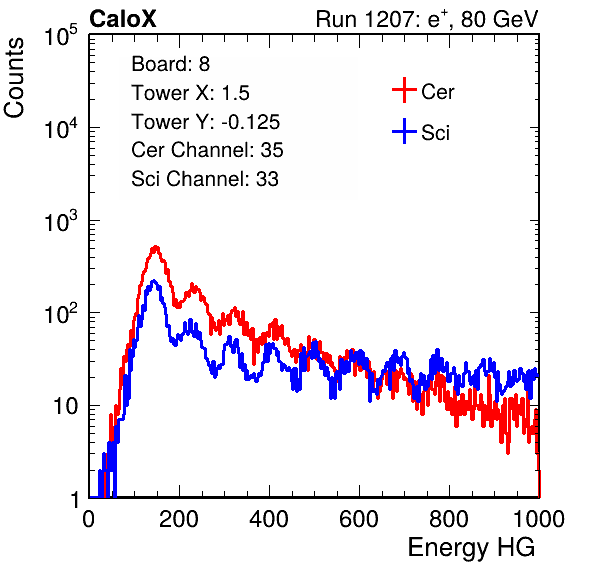 CaloX Run 1207: e⁺, 80 GeV
Counts
10⁵
10⁴
10³
10²
10
1
Board: 8
Tower X: 1.5
Tower Y: -0.125
Cer Channel: 35
Sci Channel: 33
Cer
Sci
0 200 400 600 800 1000
Energy HG